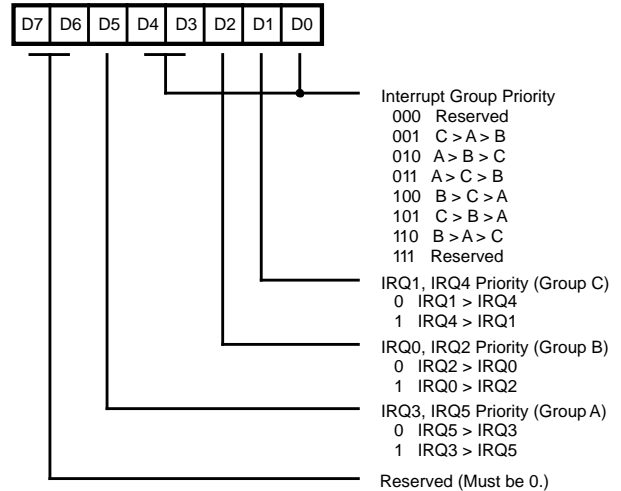 D7 D6 D5 D4 D3 D2 D1 D0
Interrupt Group Priority
000 Reserved
001 C > A > B
010 A > B > C
011 A > C > B
100 B > C > A
101 C > B > A
110 B > A > C
111 Reserved
IRQ1, IRQ4 Priority (Group C)
0 IRQ1 > IRQ4
1 IRQ4 > IRQ1
IRQ0, IRQ2 Priority (Group B)
0 IRQ2 > IRQ0
1 IRQ0 > IRQ2
IRQ3, IRQ5 Priority (Group A)
0 IRQ5 > IRQ3
1 IRQ3 > IRQ5
Reserved (Must be 0.)